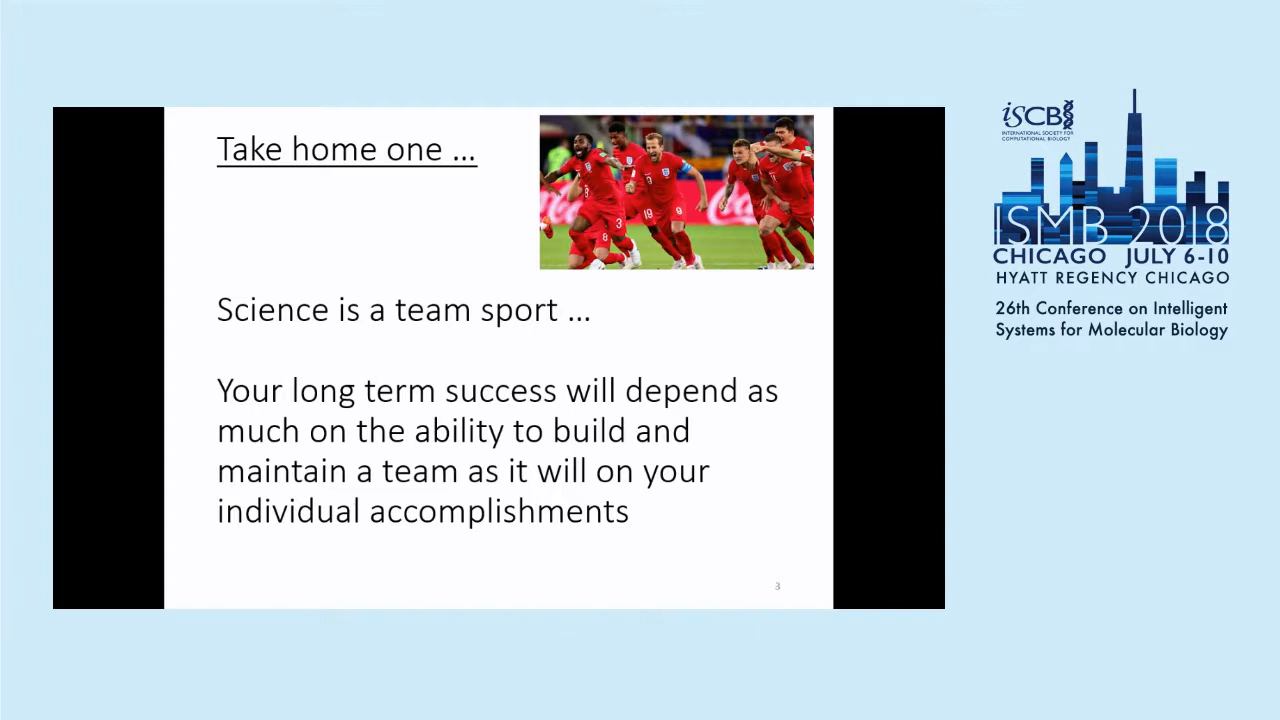 Take home one ...
Science is a team sport ...
Your long term success will depend as
much on the ability to build and
maintain a team as it will on your
individual accomplishments
3
iSCB
INTERNATIONAL SOCIETY FOR
COMPUTATIONAL BIOLOGY
ISMB 2018
CHICAGO JULY 6-10
HYATT REGENCY CHICAGO
26th Conference on Intelligent
Systems for Molecular Biology